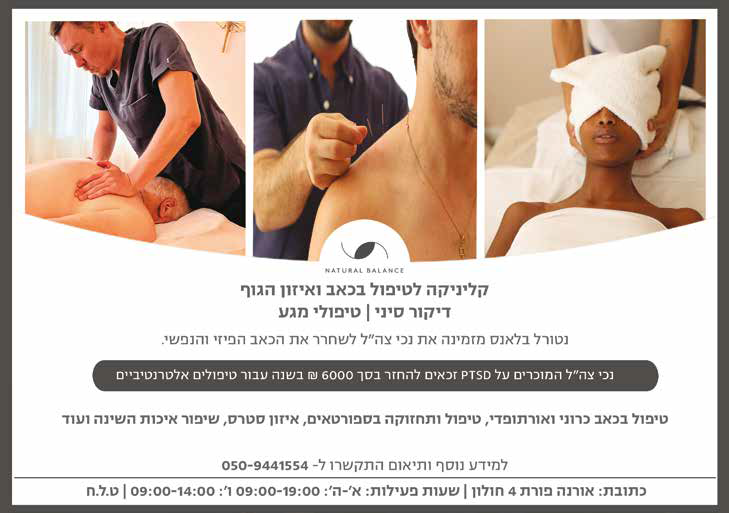 NATURAL BALANCE
קליניקה לטיפול בכאב ואיזון הגוף
דיקור סיני | טיפולי מגע
נטורל בלאנס מזמינה את נכי צה"ל לשחרר את הכאב הפיזי והנפשי.
נכי צה"ל המוכרים על PTSD זכאים להחזר בסך 6000 ₪ בשנה עבור טיפולים אלטרנטיביים
טיפול בכאב כרוני ואורתופדי, טיפול ותחזוקה בספורטאים, איזון סטרס, שיפור איכות השינה ועוד
למידע נוסף ותיאום התקשרו ל- 050-9441554
כתובת: אורנה פורת 4 חולון | שעות פעילות: א'-ה': 09:00-19:00 ו': 09:00-14:00 | ט.ל.ח